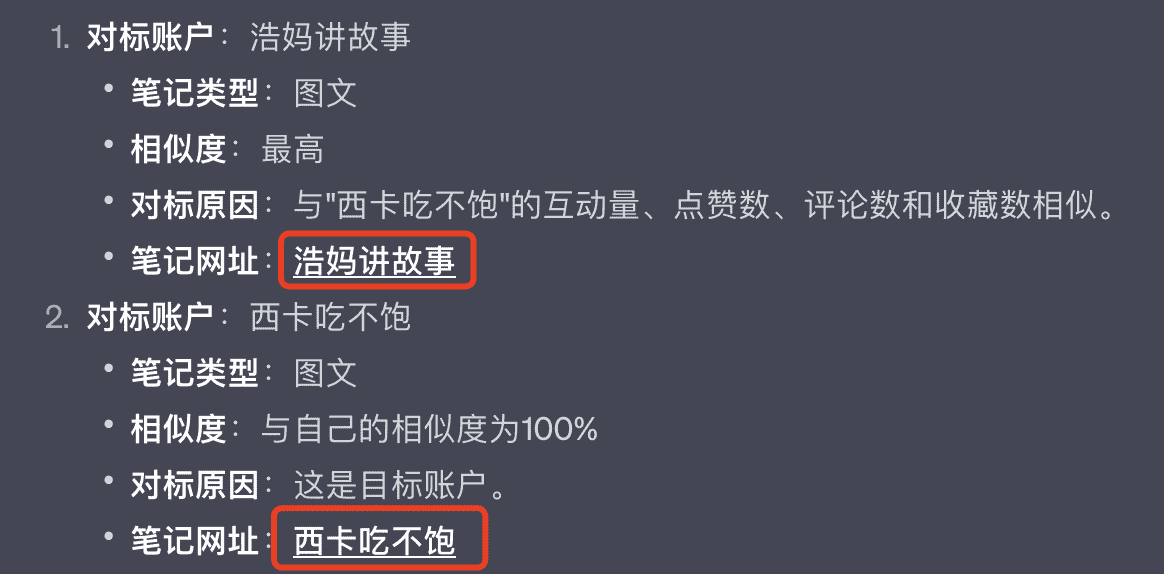 1. 对标账户： 浩妈讲故事
• 笔记类型： 图文
• 相似度： 最高
• 对标原因： 与"西卡吃不饱"的互动量、点赞数、评论数和收藏数相似。
• 笔记网址： 浩妈讲故事
2. 对标账户： 西卡吃不饱
• 笔记类型： 图文
• 相似度： 与自己的相似度为100%
• 对标原因： 这是目标账户。
• 笔记网址： 西卡吃不饱